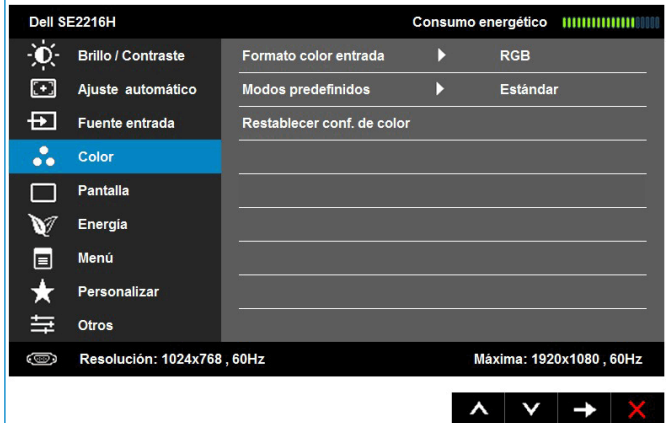 Dell SE2216H Consumo energético
Brillo / Contraste Formato color entrada RGB
Ajuste automático Modos predefinidos Estándar
Fuente entrada Restablecer conf. de color
Color
Pantalla
Energía
Menú
Personalizar
Otros
Resolución: 1024x768 , 60Hz Máxima: 1920x1080 , 60Hz